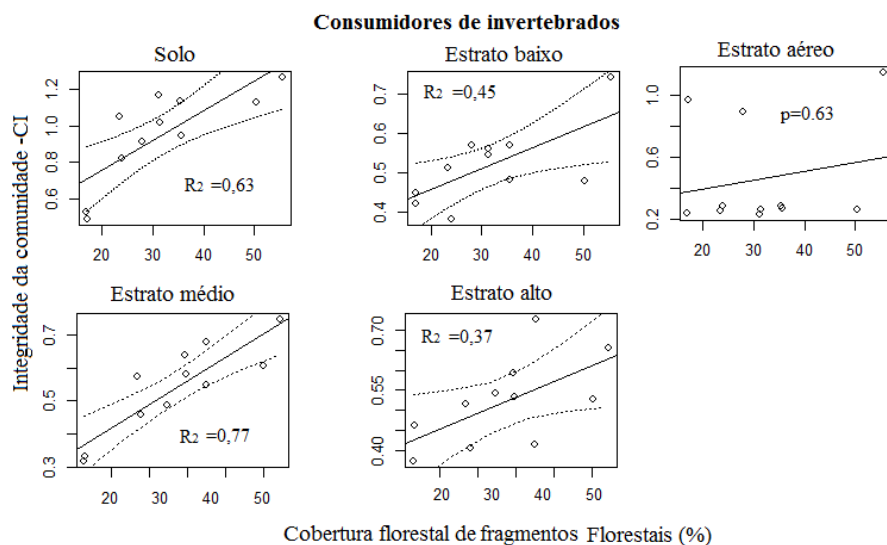 Consumidores de invertebrados
Solo
Estrato baixo
Estrato aéreo
Integridade da comunidade -CI
0.6 0.8 1.0 1.2
R2 =0,63
20 30 40 50
0.4 0.5 0.6 0.7
R2 =0,45
20 30 40 50
0.2 0.6 1.0
p=0.63
20 30 40 50
Estrato médio
Estrato alto
0.3 0.5 0.7
R2 =0,77
20 30 40 50
0.40 0.55 0.70
R2 =0,37
20 30 40 50
Cobertura florestal de fragmentos Florestais (%)